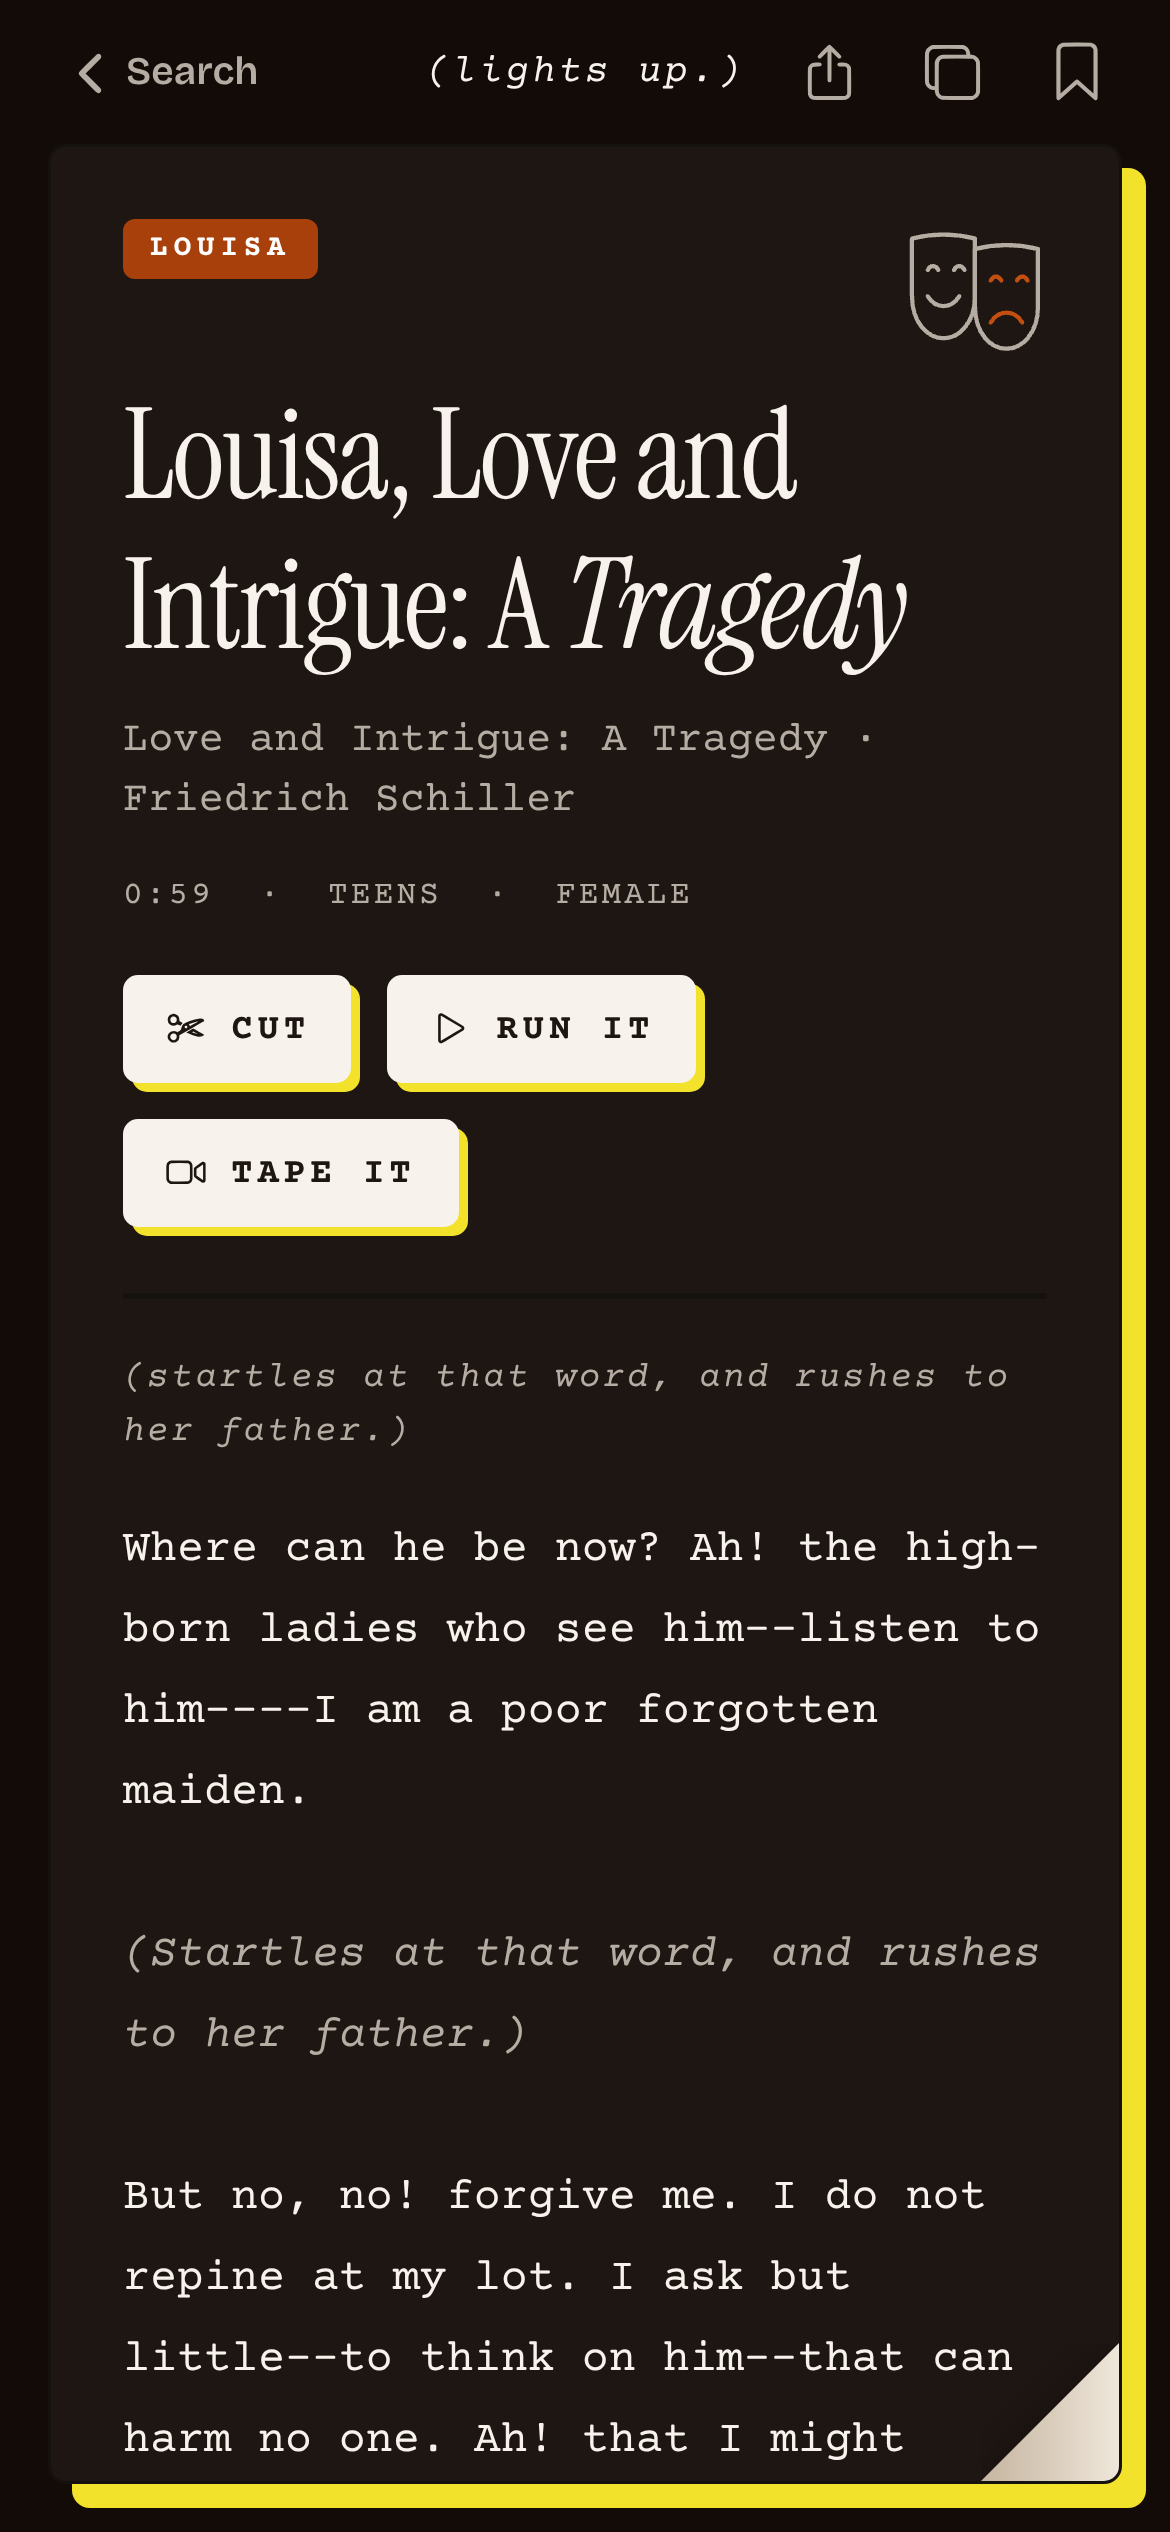 Search
(lights up.)
LOUISA
Louisa, Love and
Intrigue: A Tragedy
Love and Intrigue: A Tragedy ·
Friedrich Schiller
0:59 · TEENS · FEMALE
CUT
RUN IT
TAPE IT
(startles at that word, and rushes to
her father.)
Where can he be now? Ah! the high-
born ladies who see him--listen to
him----I am a poor forgotten
maiden.
(Startles at that word, and rushes
to her father.)
But no, no! forgive me. I do not
repine at my lot. I ask but
little--to think on him--that can
harm no one. Ah! that I might